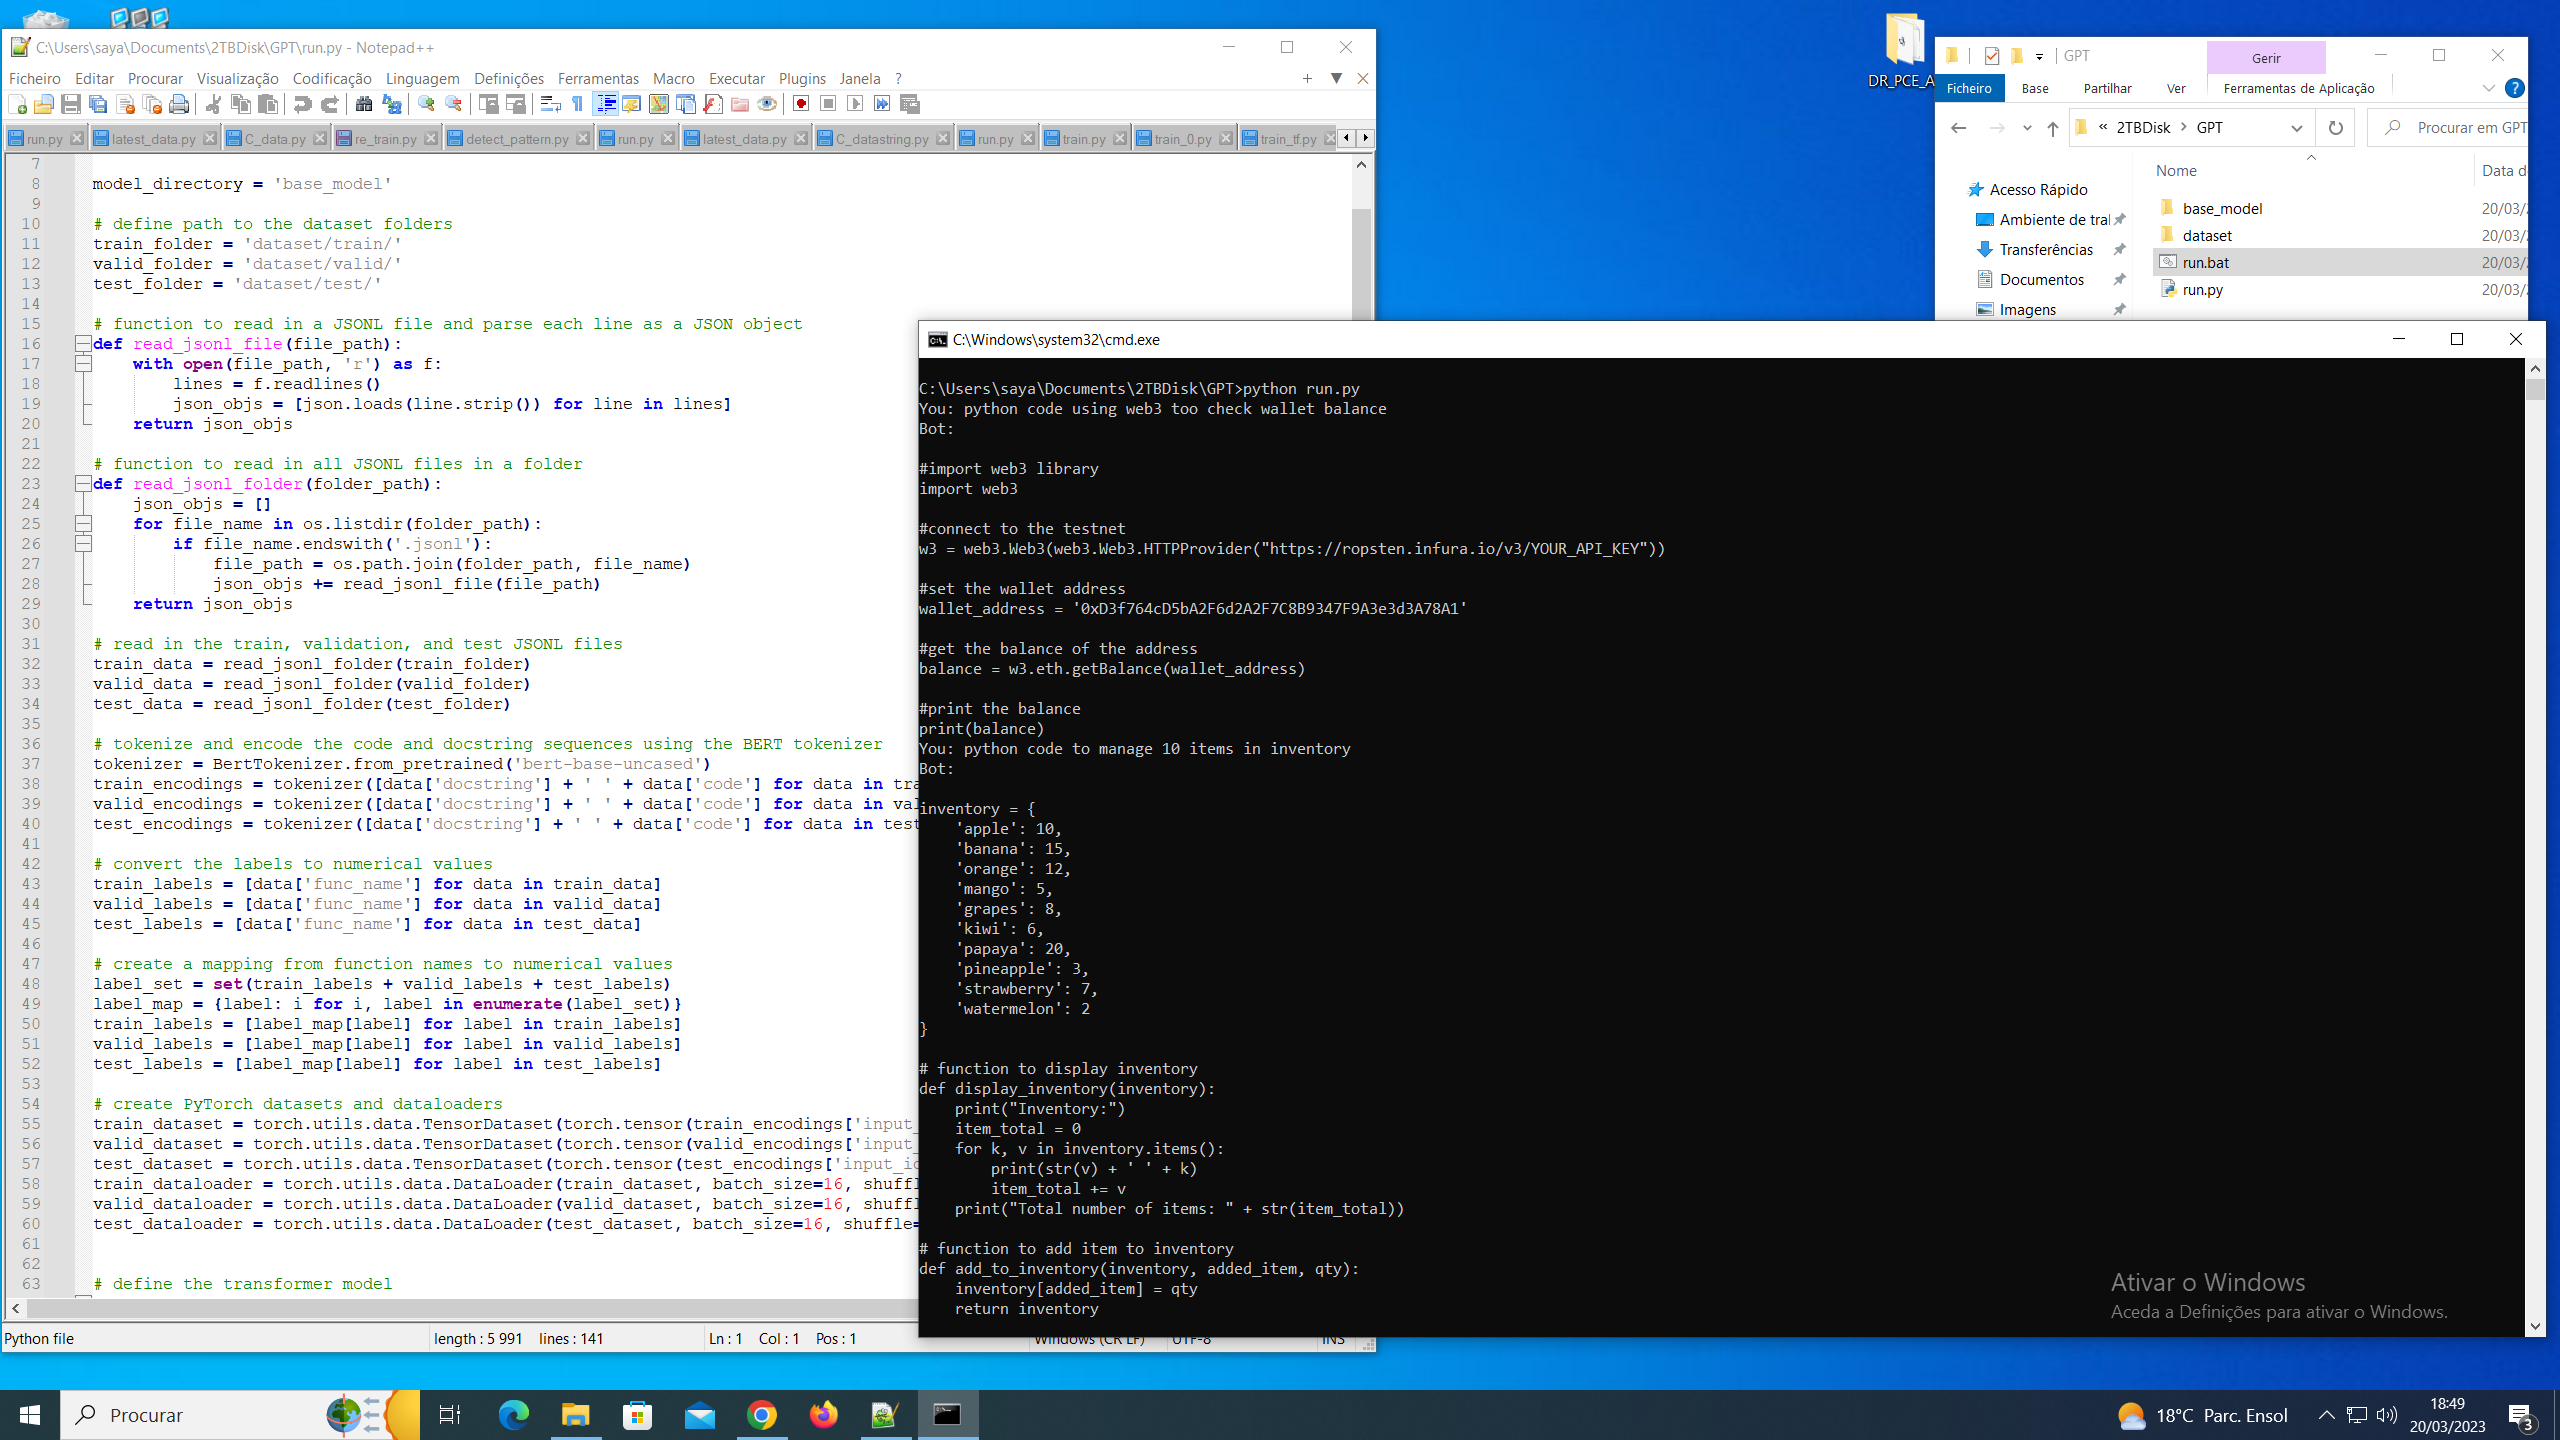 C:\Users\saya\Documents\2TBDisk\GPT\run.py - Notepad++
Ficheiro Editar Procurar Visualização Codificação Linguagem Definições Ferramentas Macro Executar Plugins Janela ?
run.py latest_data.py C_data.py re_train.py detect_pattern.py run.py latest_data.py C_datastring.py run.py train.py train_0.py train_tf.py
7
8 model_directory = 'base_model'
9
10 # define path to the dataset folders
11 train_folder = 'dataset/train/'
12 valid_folder = 'dataset/valid/'
13 test_folder = 'dataset/test/'
14
15 # function to read in a JSONL file and parse each line as a JSON object
16 def read_jsonl_file(file_path):
17 with open(file_path, 'r') as f:
18 lines = f.readlines()
19 json_objs = [json.loads(line.strip()) for line in lines]
20 return json_objs
21
22 # function to read in all JSONL files in a folder
23 def read_jsonl_folder(folder_path):
24 json_objs = []
25 for file_name in os.listdir(folder_path):
26 if file_name.endswith('.jsonl'):
27 file_path = os.path.join(folder_path, file_name)
28 json_objs += read_jsonl_file(file_path)
29 return json_objs
30
31 # read in the train, validation, and test JSONL files
32 train_data = read_jsonl_folder(train_folder)
33 valid_data = read_jsonl_folder(valid_folder)
34 test_data = read_jsonl_folder(test_folder)
35
36 # tokenize and encode the code and docstring sequences using the BERT tokenizer
37 tokenizer = BertTokenizer.from_pretrained('bert-base-uncased')
38 train_encodings = tokenizer([data['docstring'] + ' ' + data['code'] for data in tra
39 valid_encodings = tokenizer([data['docstring'] + ' ' + data['code'] for data in val
40 test_encodings = tokenizer([data['docstring'] + ' ' + data['code'] for data in test
41
42 # convert the labels to numerical values
43 train_labels = [data['func_name'] for data in train_data]
44 valid_labels = [data['func_name'] for data in valid_data]
45 test_labels = [data['func_name'] for data in test_data]
46
47 # create a mapping from function names to numerical values
48 label_set = set(train_labels + valid_labels + test_labels)
49 label_map = {label: i for i, label in enumerate(label_set)}
50 train_labels = [label_map[label] for label in train_labels]
51 valid_labels = [label_map[label] for label in valid_labels]
52 test_labels = [label_map[label] for label in test_labels]
53
54 # create PyTorch datasets and dataloaders
55 train_dataset = torch.utils.data.TensorDataset(torch.tensor(train_encodings['input_
56 valid_dataset = torch.utils.data.TensorDataset(torch.tensor(valid_encodings['input_
57 test_dataset = torch.utils.data.TensorDataset(torch.tensor(test_encodings['input_id
58 train_dataloader = torch.utils.data.DataLoader(train_dataset, batch_size=16, shuffl
59 valid_dataloader = torch.utils.data.DataLoader(valid_dataset, batch_size=16, shuffl
60 test_dataloader = torch.utils.data.DataLoader(test_dataset, batch_size=16, shuffle=
61
62
63 # define the transformer model
Python file length : 5 991 lines : 141 Ln : 1 Col : 1 Pos : 1 Windows (CR LF) UTF-8 INS
DR_PCE_A
GPT Gerir
Ficheiro Base Partilhar Ver Ferramentas de Aplicação
« 2TBDisk > GPT Procurar em GPT
Nome Data d
Acesso Rápido
Ambiente de tral
Transferências
Documentos
Imagens
base_model 20/03/
dataset 20/03/
run.bat 20/03/
run.py 20/03/
C:\Windows\system32\cmd.exe
C:\Users\saya\Documents\2TBDisk\GPT>python run.py
You: python code using web3 too check wallet balance
Bot:
#import web3 library
import web3
#connect to the testnet
w3 = web3.Web3(web3.Web3.HTTPProvider("https://ropsten.infura.io/v3/YOUR_API_KEY"))
#set the wallet address
wallet_address = '0xD3f764cD5bA2F6d2A2F7C8B9347F9A3e3d3A78A1'
#get the balance of the address
balance = w3.eth.getBalance(wallet_address)
#print the balance
print(balance)
You: python code to manage 10 items in inventory
Bot:
inventory = {
'apple': 10,
'banana': 15,
'orange': 12,
'mango': 5,
'grapes': 8,
'kiwi': 6,
'papaya': 20,
'pineapple': 3,
'strawberry': 7,
'watermelon': 2
}
# function to display inventory
def display_inventory(inventory):
print("Inventory:")
item_total = 0
for k, v in inventory.items():
print(str(v) + ' ' + k)
item_total += v
print("Total number of items: " + str(item_total))
# function to add item to inventory
def add_to_inventory(inventory, added_item, qty):
inventory[added_item] = qty
return inventory
Ativar o Windows
Aceda a Definições para ativar o Windows.
Procurar
18°C Parc. Ensol
18:49
20/03/2023
3